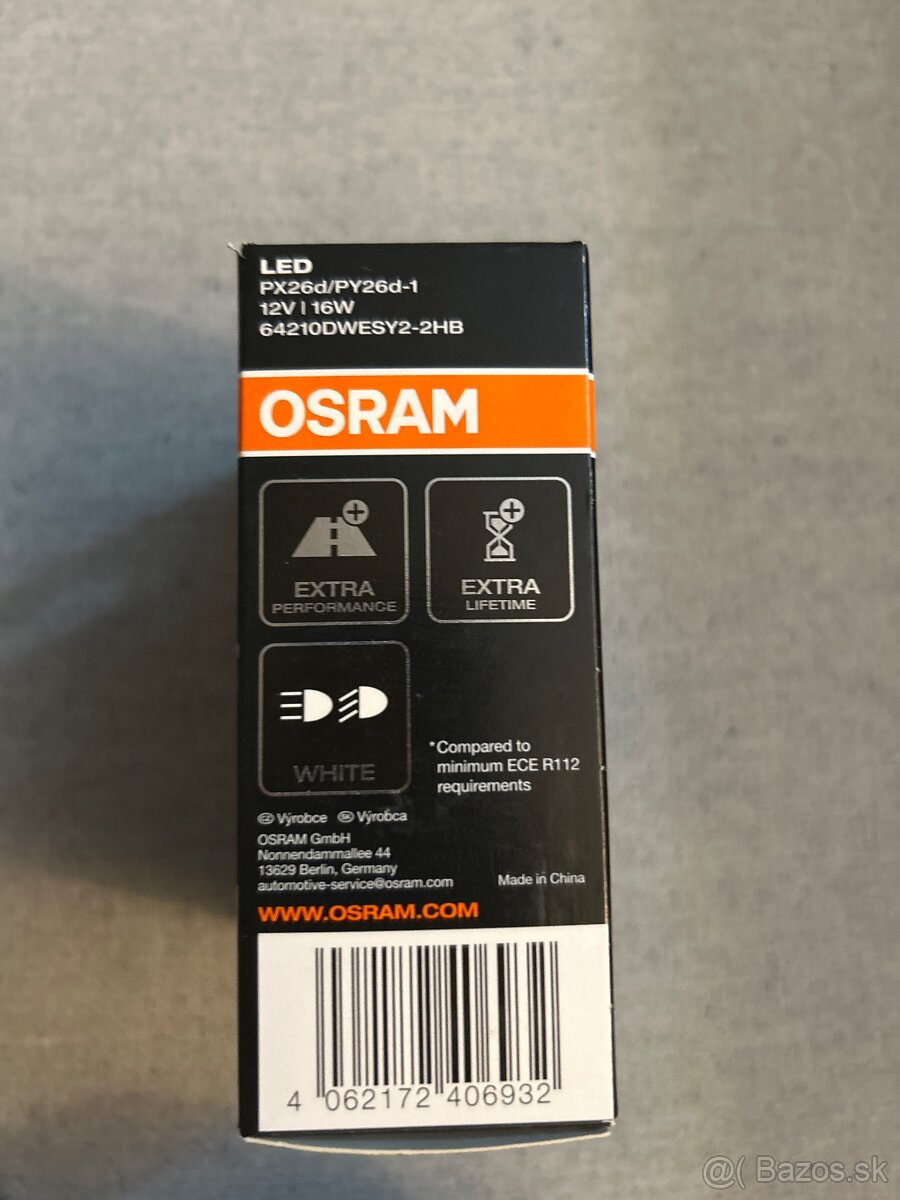 LED
PX26d/PY26d-1
12V | 16W
64210DWESY2-2HB
OSRAM
EXTRA
PERFORMANCE
EXTRA
LIFETIME
WHITE
*Compared to
minimum ECE R112
requirements
CZ Výrobce SK Výrobca
OSRAM GmbH
Nonnendammallee 44
13629 Berlin, Germany
automotive-service@osram.com
Made in China
WWW.OSRAM.COM
4 062172 406932
@( Bazos.sk